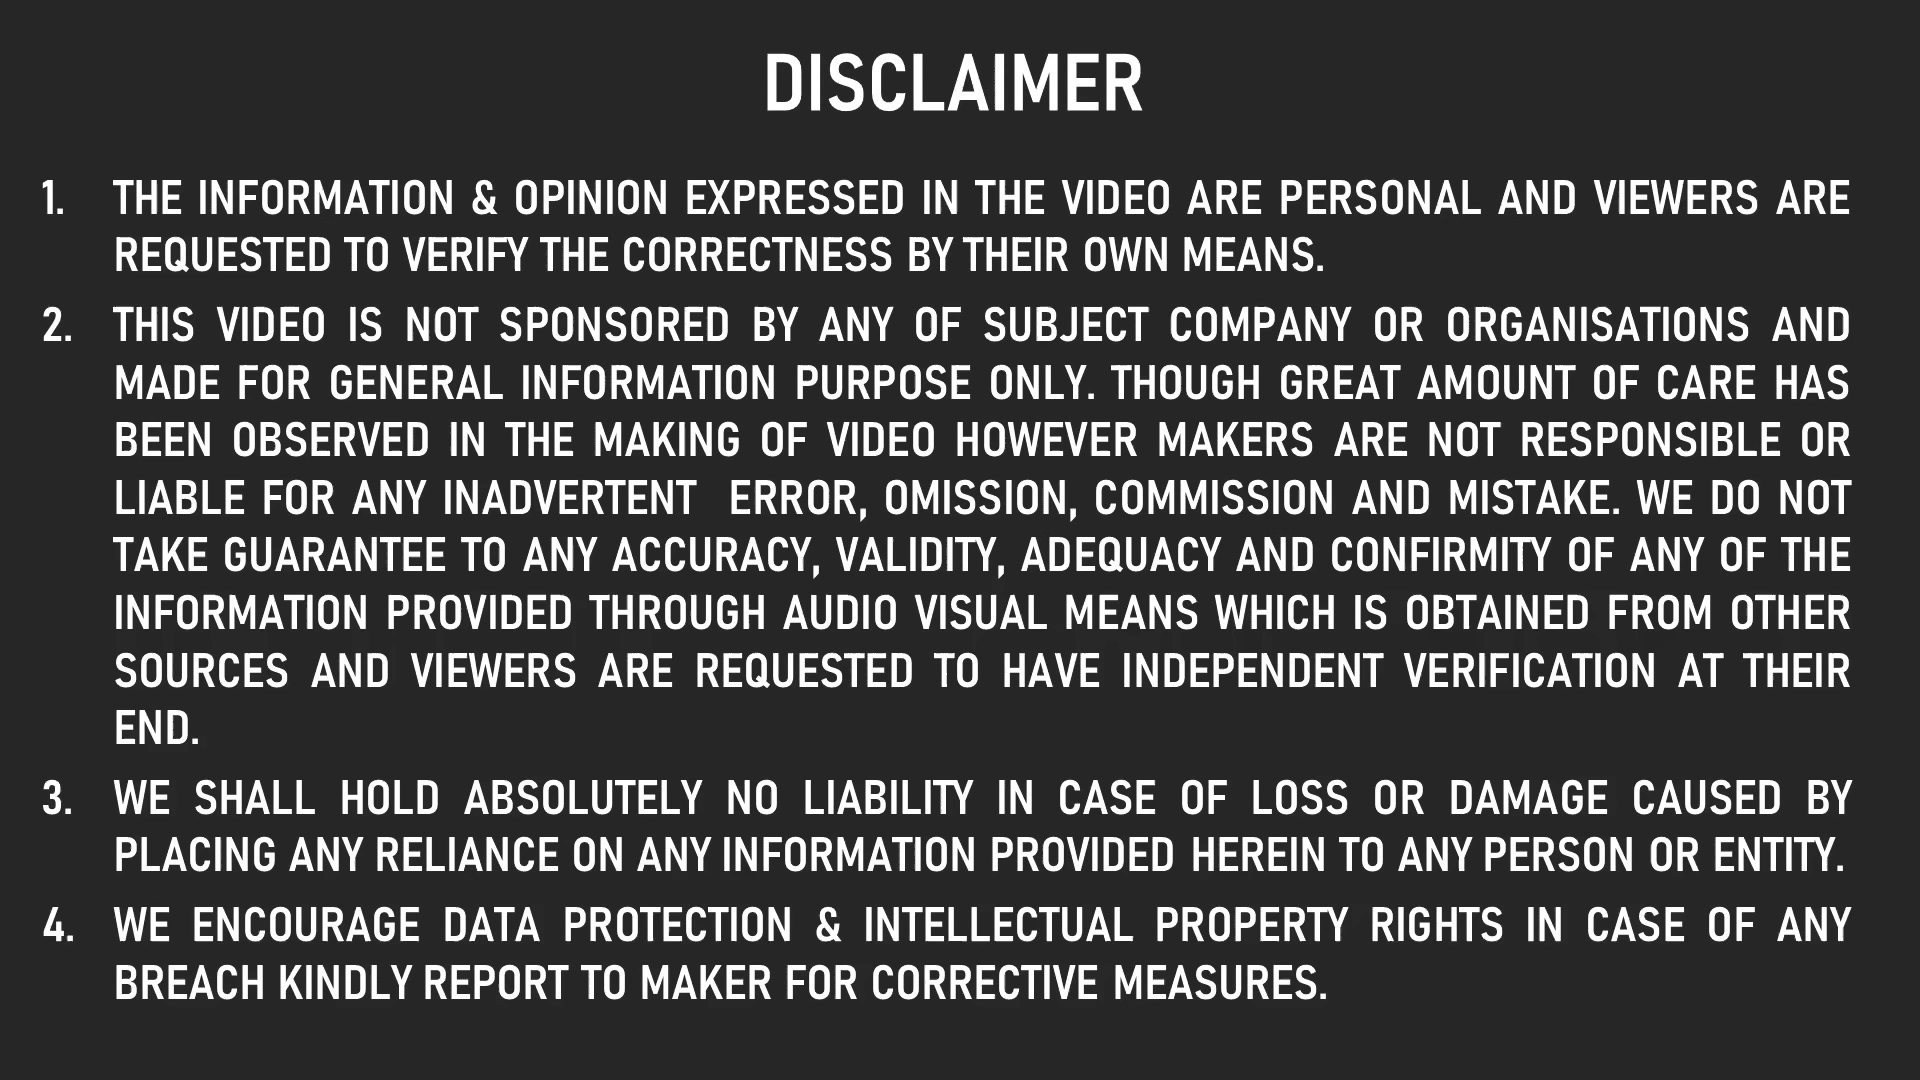 DISCLAIMER
1. THE INFORMATION & OPINION EXPRESSED IN THE VIDEO ARE PERSONAL AND VIEWERS ARE
REQUESTED TO VERIFY THE CORRECTNESS BY THEIR OWN MEANS.
2. THIS VIDEO IS NOT SPONSORED BY ANY OF SUBJECT COMPANY OR ORGANISATIONS AND
MADE FOR GENERAL INFORMATION PURPOSE ONLY. THOUGH GREAT AMOUNT OF CARE HAS
BEEN OBSERVED IN THE MAKING OF VIDEO HOWEVER MAKERS ARE NOT RESPONSIBLE OR
LIABLE FOR ANY INADVERTENT ERROR, OMISSION, COMMISSION AND MISTAKE. WE DO NOT
TAKE GUARANTEE TO ANY ACCURACY, VALIDITY, ADEQUACY AND CONFIRMITY OF ANY OF THE
INFORMATION PROVIDED THROUGH AUDIO VISUAL MEANS WHICH IS OBTAINED FROM OTHER
SOURCES AND VIEWERS ARE REQUESTED TO HAVE INDEPENDENT VERIFICATION AT THEIR
END.
3. WE SHALL HOLD ABSOLUTELY NO LIABILITY IN CASE OF LOSS OR DAMAGE CAUSED BY
PLACING ANY RELIANCE ON ANY INFORMATION PROVIDED HEREIN TO ANY PERSON OR ENTITY.
4. WE ENCOURAGE DATA PROTECTION & INTELLECTUAL PROPERTY RIGHTS IN CASE OF ANY
BREACH KINDLY REPORT TO MAKER FOR CORRECTIVE MEASURES.